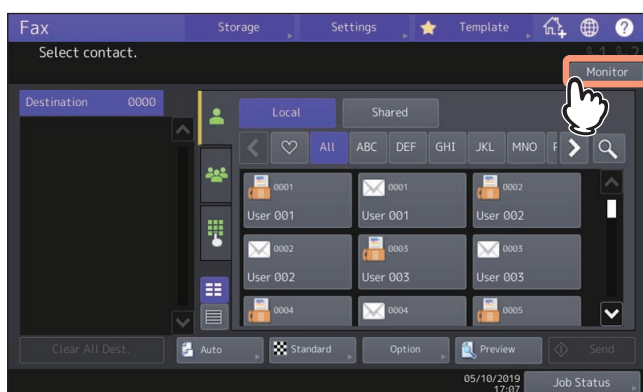 Fax
Storage
Settings
Template
Select contact.
1 2
Monitor
Destination 0000
Local
Shared
All
ABC
DEF
GHI
JKL
MNO
0001
User 001
0001
User 001
0002
User 002
0002
User 002
0003
User 003
0003
User 003
0004
0004
0005
Clear All Dest.
Auto
Standard
Option
Preview
Send
05/10/2019
17:07
Job Status